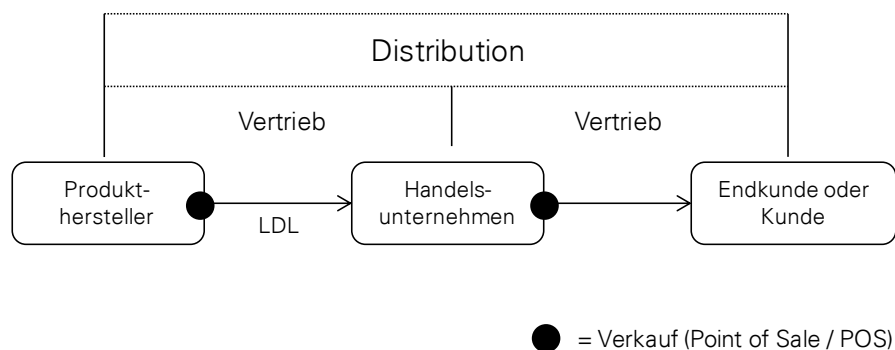 Distribution
Vertrieb
Vertrieb
Produkt-
hersteller
LDL
Handels-
unternehmen
Endkunde oder
Kunde
= Verkauf (Point of Sale / POS)